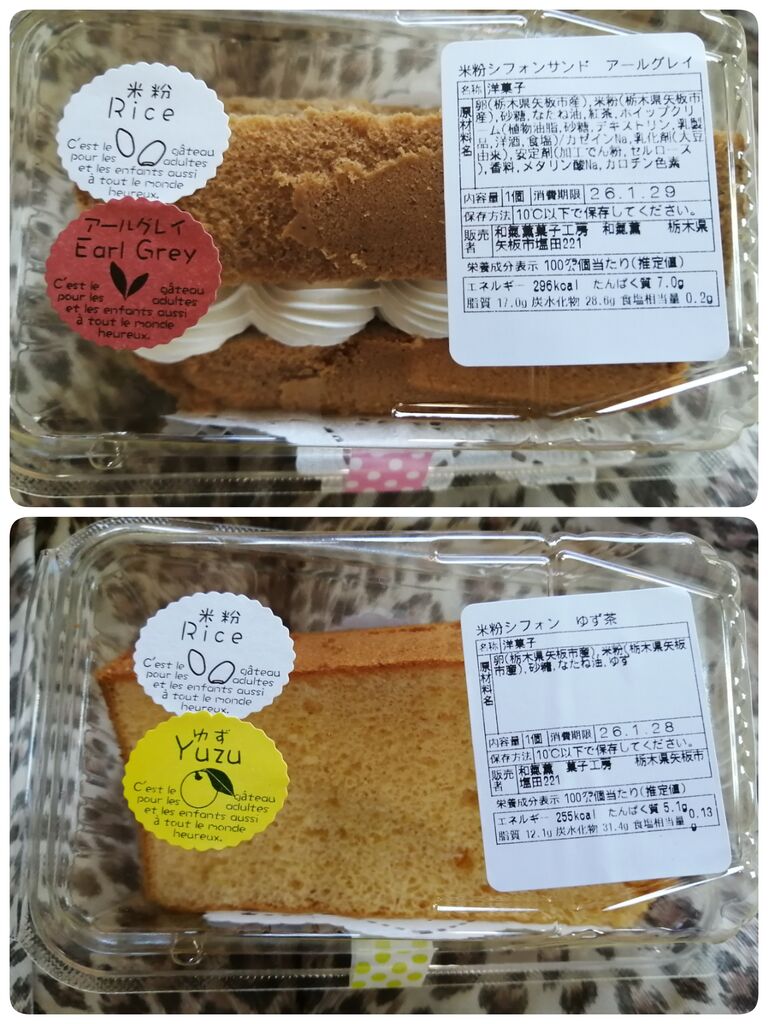 米粉
Rice
C'est le gâteau
pour les adultes
et les enfants aussi
à tout le monde
heureux.
アールグレイ
Earl Grey
C'est le gâteau
pour les adultes
et les enfants aussi
à tout le monde
heureux.
米粉シフォンサンド アールグレイ
名称 洋菓子
原材料名 卵(栃木県矢板市産),米粉(栃木県矢板市
産),砂糖,なたね油,紅茶,ホイップクリ
ーム(植物油脂,砂糖,デキストリン,乳製
品,洋酒,食塩)/カゼインNa,乳化剤(大豆
由来),安定剤(加工でん粉,セルロース
),香料,メタリン酸Na,カロチン色素
内容量 1個 消費期限 26.1.29
保存方法 10℃以下で保存してください。
販売者 和氣薫菓子工房 和氣薫 栃木県
矢板市塩田221
栄養成分表示 100㌘個当たり(推定値)
エネルギー 296kcal たんぱく質 7.0g
脂質 17.0g 炭水化物 28.6g 食塩相当量 0.2g
米粉
Rice
C'est le gâteau
pour les adultes
et les enfants aussi
à tout le monde
heureux.
ゆず
Yuzu
C'est le gâteau
pour les adultes
et les enfants aussi
à tout le monde
heureux.
米粉シフォン ゆず茶
名称 洋菓子
原材料名 卵(栃木県矢板市産),米粉(栃木県矢板
市産),砂糖,なたね油,ゆず
内容量 1個 消費期限 26.1.28
保存方法 10℃以下で保存してください。
販売者 和氣薫 菓子工房 栃木県矢板市
塩田221
栄養成分表示 100㌘個当たり(推定値)
エネルギー 255kcal たんぱく質 5.1g
脂質 12.1g 炭水化物 31.4g 食塩相当量 0.13
g